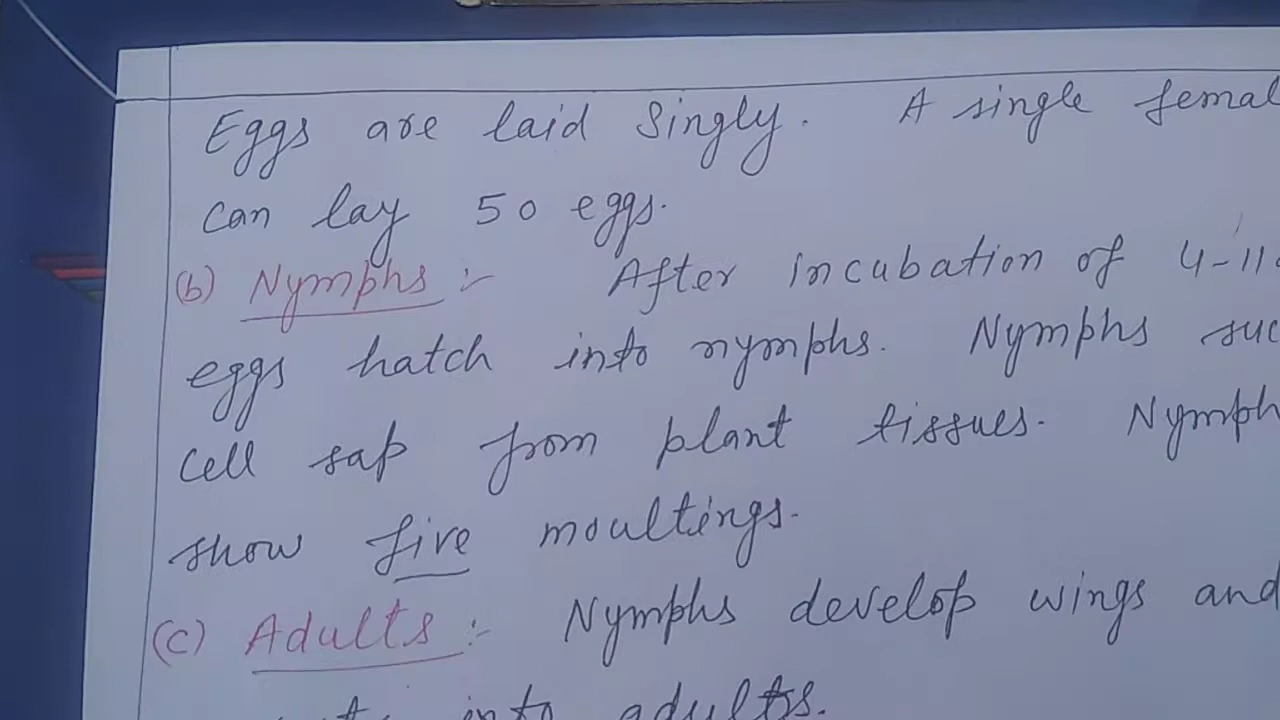 Eggs are laid Singly. A single femal
can lay 50 eggs.
(b) Nymphs :- After incubation of 4-11
eggs hatch into nymphs. Nymphs suc
cell sap from plant tissues. Nymph
show five moultings.
(c) Adults :- Nymphs develop wings and
into adults.